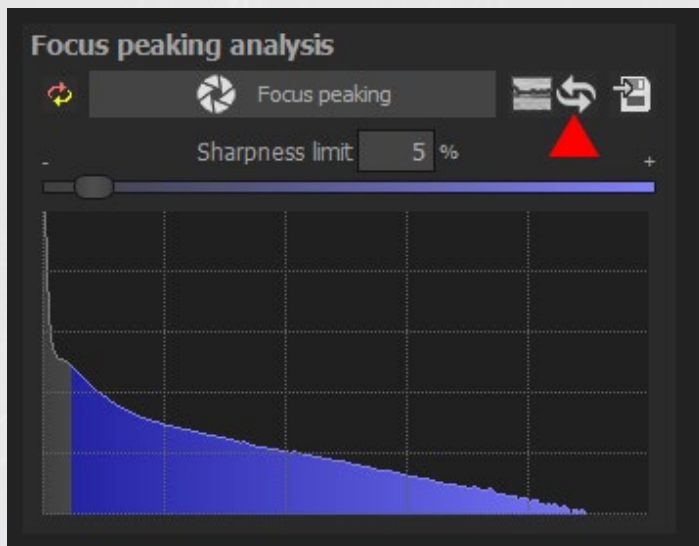 Focus peaking analysis
Focus peaking
Sharpness limit 5 %
- +